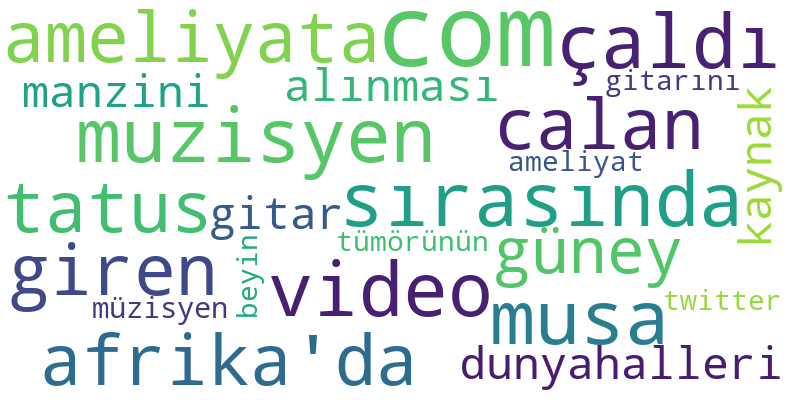 ameliyata com çaldı
manzini alınması gitarını
muzisyen calan kaynak
ameliyat
tatus gitar sırasında
tümörünün güney
giren beyin video
müzisyen musa twitter
afrika'da dunyahalleri